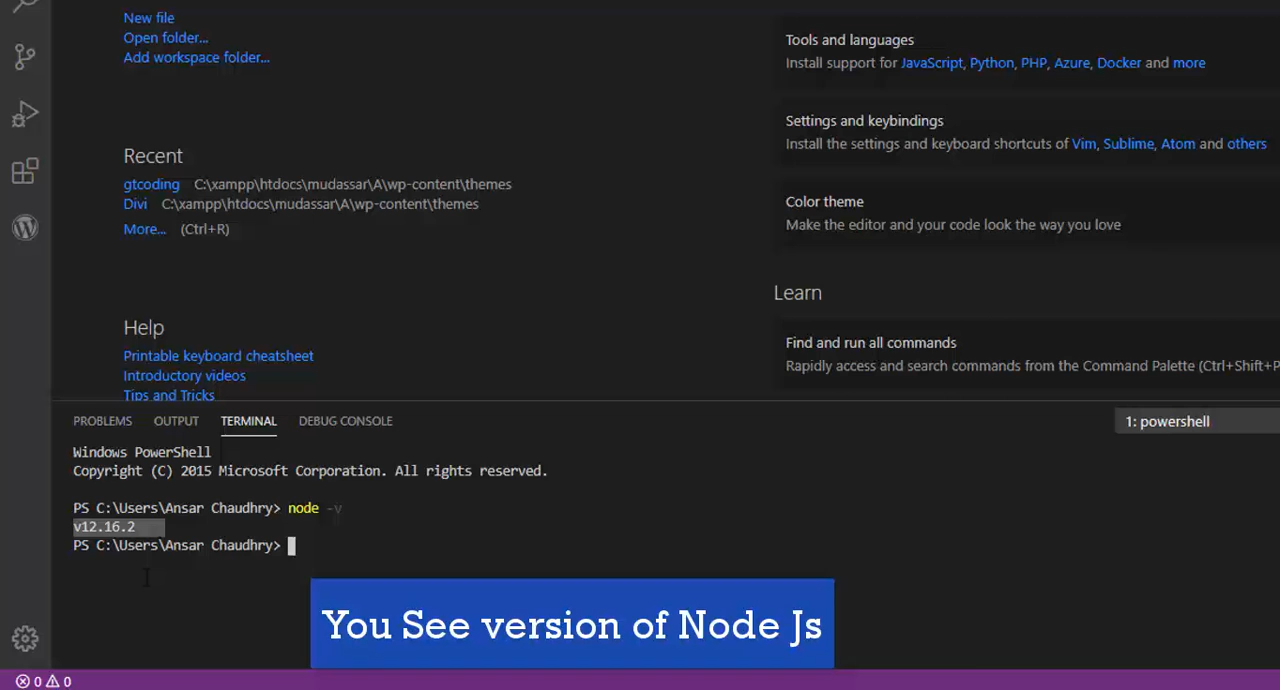 New file
Open folder...
Add workspace folder...
Recent
gtcoding C:\xampp\htdocs\mudassar\A\wp-content\themes
Divi C:\xampp\htdocs\mudassar\A\wp-content\themes
More... (Ctrl+R)
Help
Printable keyboard cheatsheet
Introductory videos
Tips and Tricks
Tools and languages
Install support for JavaScript, Python, PHP, Azure, Docker and more
Settings and keybindings
Install the settings and keyboard shortcuts of Vim, Sublime, Atom and others
Color theme
Make the editor and your code look the way you love
Learn
Find and run all commands
Rapidly access and search commands from the Command Palette (Ctrl+Shift+P
PROBLEMS OUTPUT TERMINAL DEBUG CONSOLE 1: powershell
Windows PowerShell
Copyright (C) 2015 Microsoft Corporation. All rights reserved.
PS C:\Users\Ansar Chaudhry> node -v
v12.16.2
PS C:\Users\Ansar Chaudhry>
You See version of Node Js
0 0